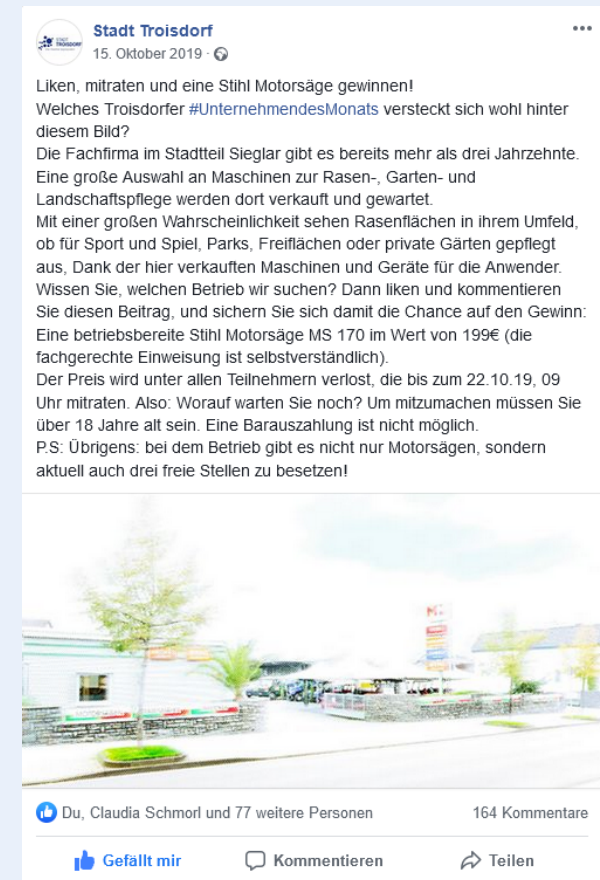 Stadt Troisdorf
STADT
TROISDORF
15. Oktober 2019 ·
Liken, mitraten und eine Stihl Motorsäge gewinnen!
Welches Troisdorfer #UnternehmendesMonats versteckt sich wohl hinter
diesem Bild?
Die Fachfirma im Stadtteil Sieglar gibt es bereits mehr als drei Jahrzehnte.
Eine große Auswahl an Maschinen zur Rasen-, Garten- und
Landschaftspflege werden dort verkauft und gewartet.
Mit einer großen Wahrscheinlichkeit sehen Rasenflächen in ihrem Umfeld,
ob für Sport und Spiel, Parks, Freiflächen oder private Gärten gepflegt
aus, Dank der hier verkauften Maschinen und Geräte für die Anwender.
Wissen Sie, welchen Betrieb wir suchen? Dann liken und kommentieren
Sie diesen Beitrag, und sichern Sie sich damit die Chance auf den Gewinn:
Eine betriebsbereite Stihl Motorsäge MS 170 im Wert von 199€ (die
fachgerechte Einweisung ist selbstverständlich).
Der Preis wird unter allen Teilnehmern verlost, die bis zum 22.10.19, 09
Uhr mitraten. Also: Worauf warten Sie noch? Um mitzumachen müssen Sie
über 18 Jahre alt sein. Eine Barauszahlung ist nicht möglich.
P.S: Übrigens: bei dem Betrieb gibt es nicht nur Motorsägen, sondern
aktuell auch drei freie Stellen zu besetzen!
Du, Claudia Schmorl und 77 weitere Personen
164 Kommentare
Gefällt mir
Kommentieren
Teilen